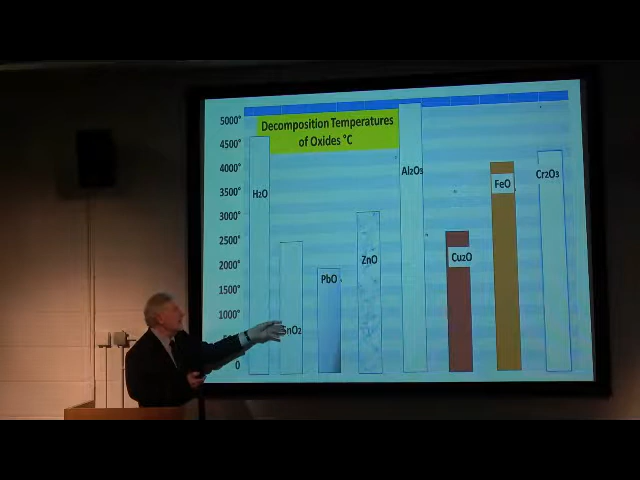 Decomposition Temperatures
of Oxides °C
5000°
4500°
4000°
3500°
3000°
2500°
2000°
1500°
1000°
0
H2O
SnO2
PbO
ZnO
Al2O3
Cu2O
FeO
Cr2O3